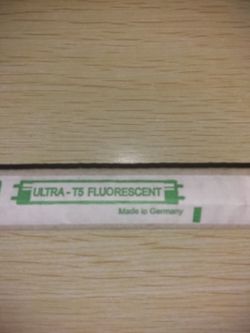 ULTRA - T5 FLUORESCENT
Made in Germany